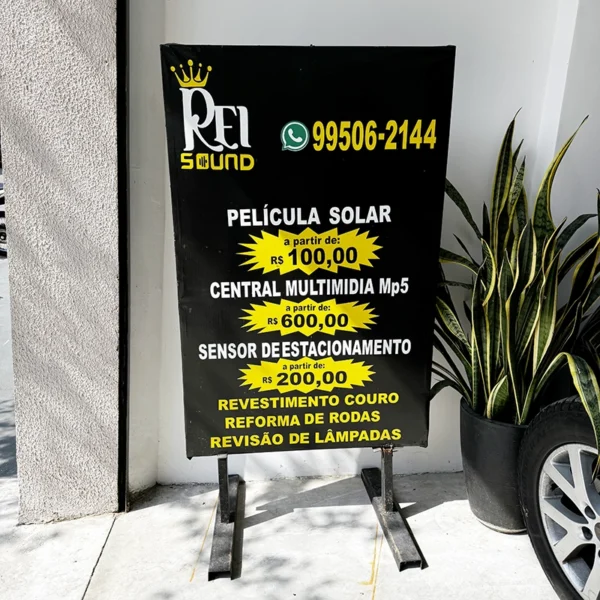 REI
SOUND
99506-2144
PELÍCULA SOLAR
a partir de:
R$ 100,00
CENTRAL MULTIMIDIA Mp5
a partir de:
R$ 600,00
SENSOR DE ESTACIONAMENTO
a partir de:
R$ 200,00
REVESTIMENTO COURO
REFORMA DE RODAS
REVISÃO DE LÂMPADAS